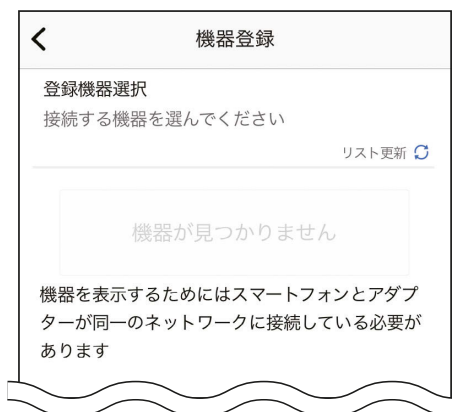 機器登録
登録機器選択
接続する機器を選んでください
リスト更新
機器が見つかりません
機器を表示するためにはスマートフォンとアダプ
ターが同一のネットワークに接続している必要が
あります